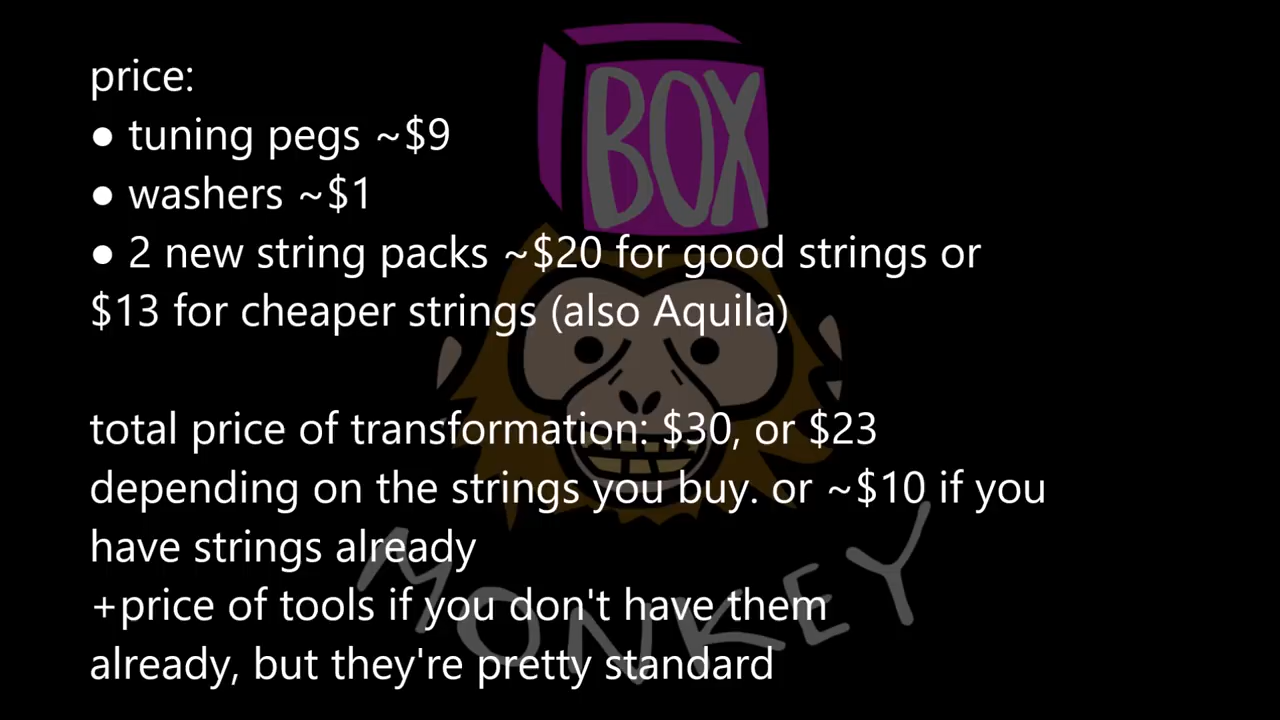 BOX
price:
● tuning pegs ~$9
● washers ~$1
● 2 new string packs ~$20 for good strings or
$13 for cheaper strings (also Aquila)
total price of transformation: $30, or $23
depending on the strings you buy. or ~$10 if you
have strings already
+price of tools if you don't have them
already, but they're pretty standard
MONKEY